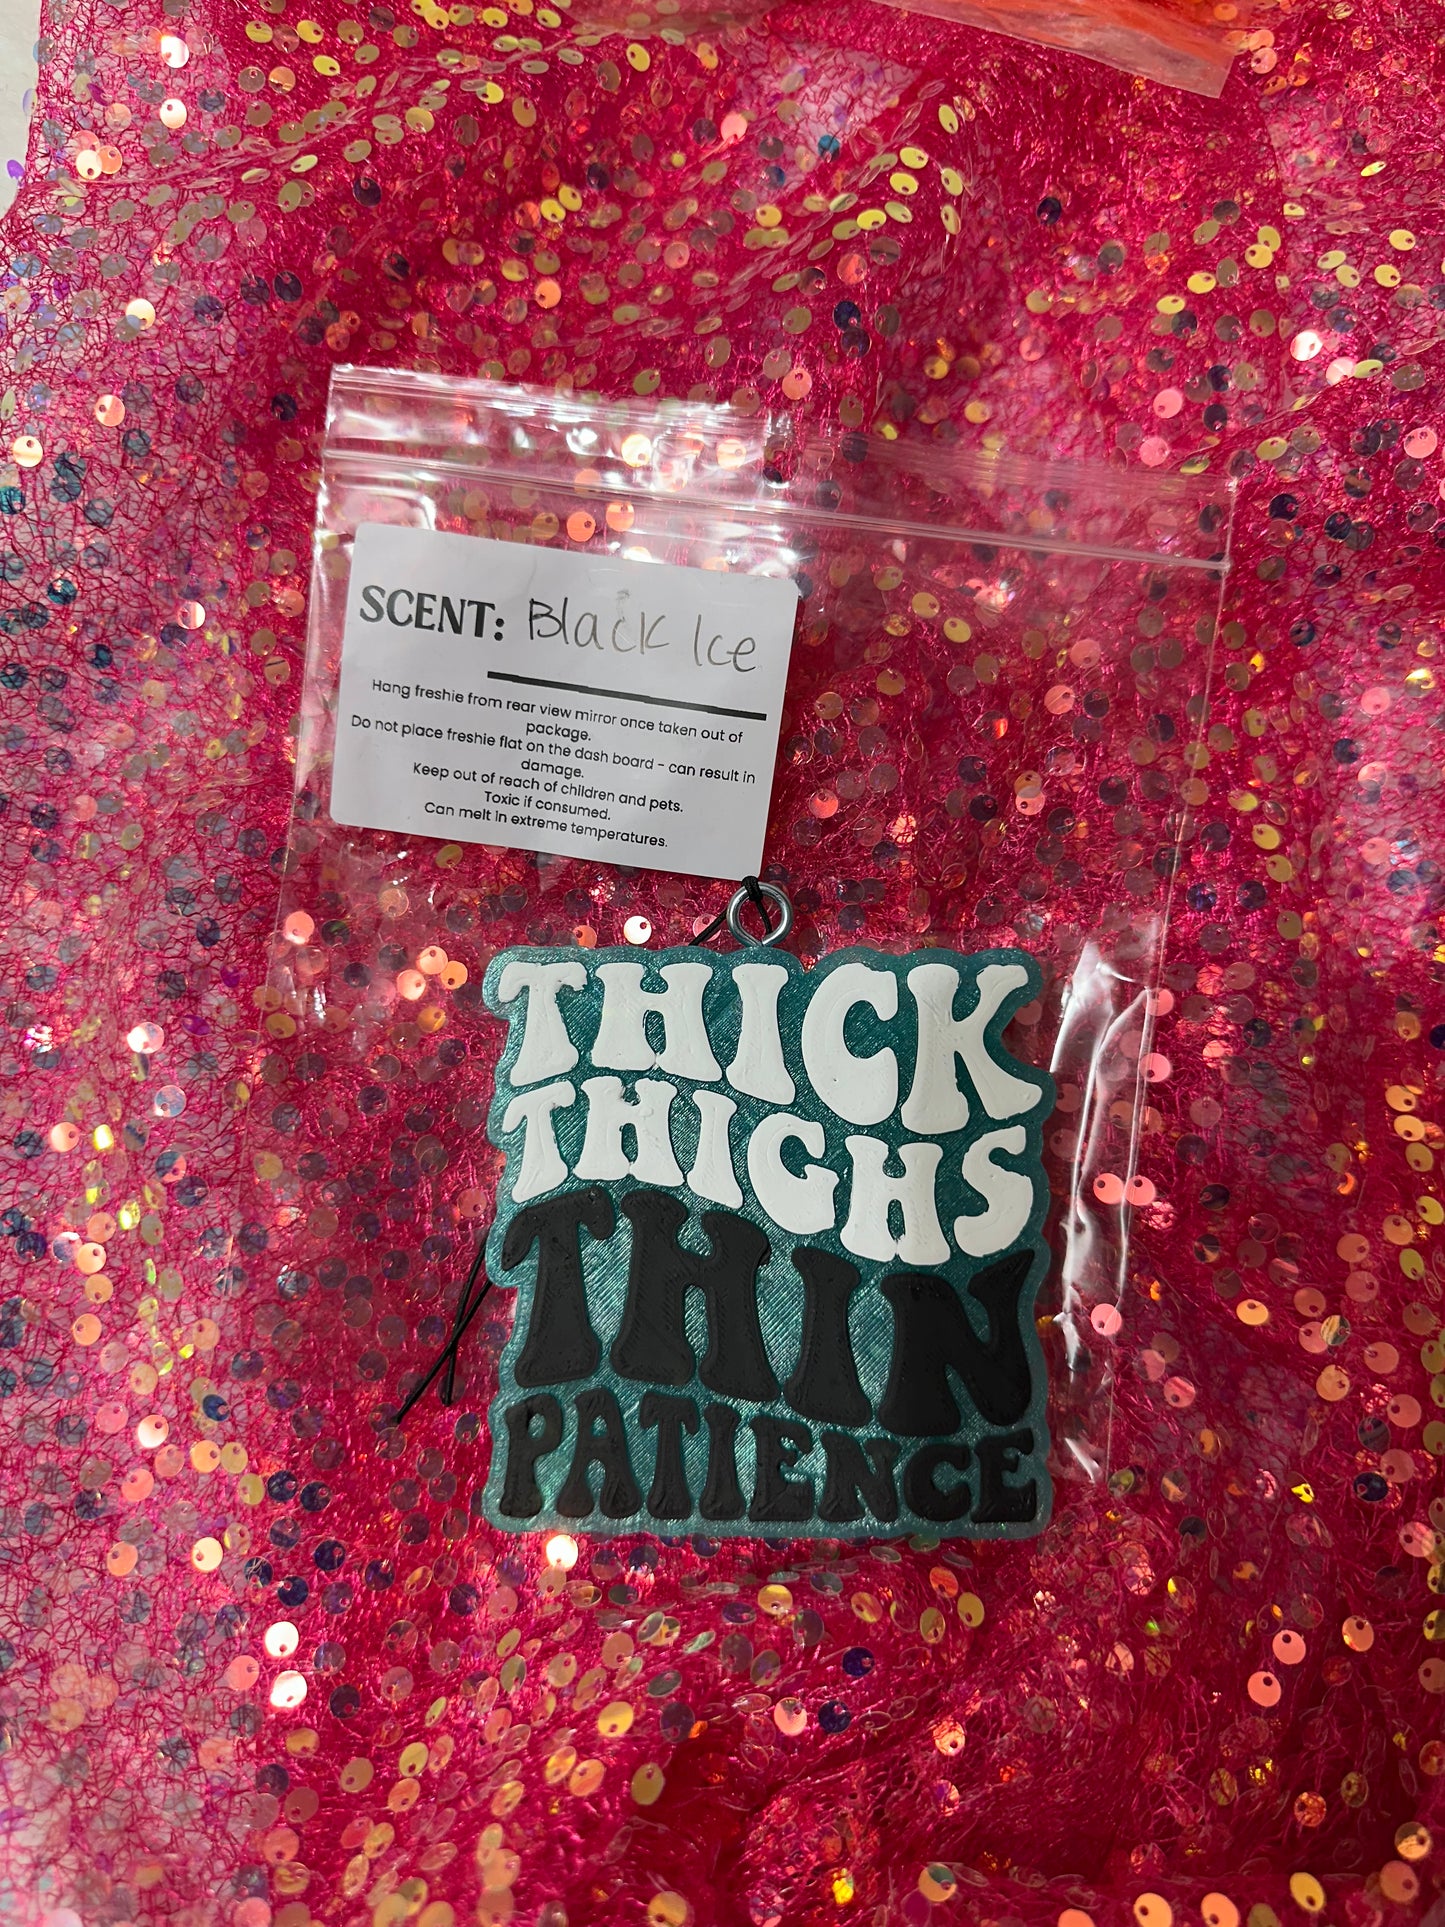 SCENT: Black Ice
Hang freshie from rear view mirror once taken out of
package.
Do not place freshie flat on the dash board - can result in
damage.
Keep out of reach of children and pets.
Toxic if consumed.
Can melt in extreme temperatures.
THICK
THIGHS
THIN
PATIENCE